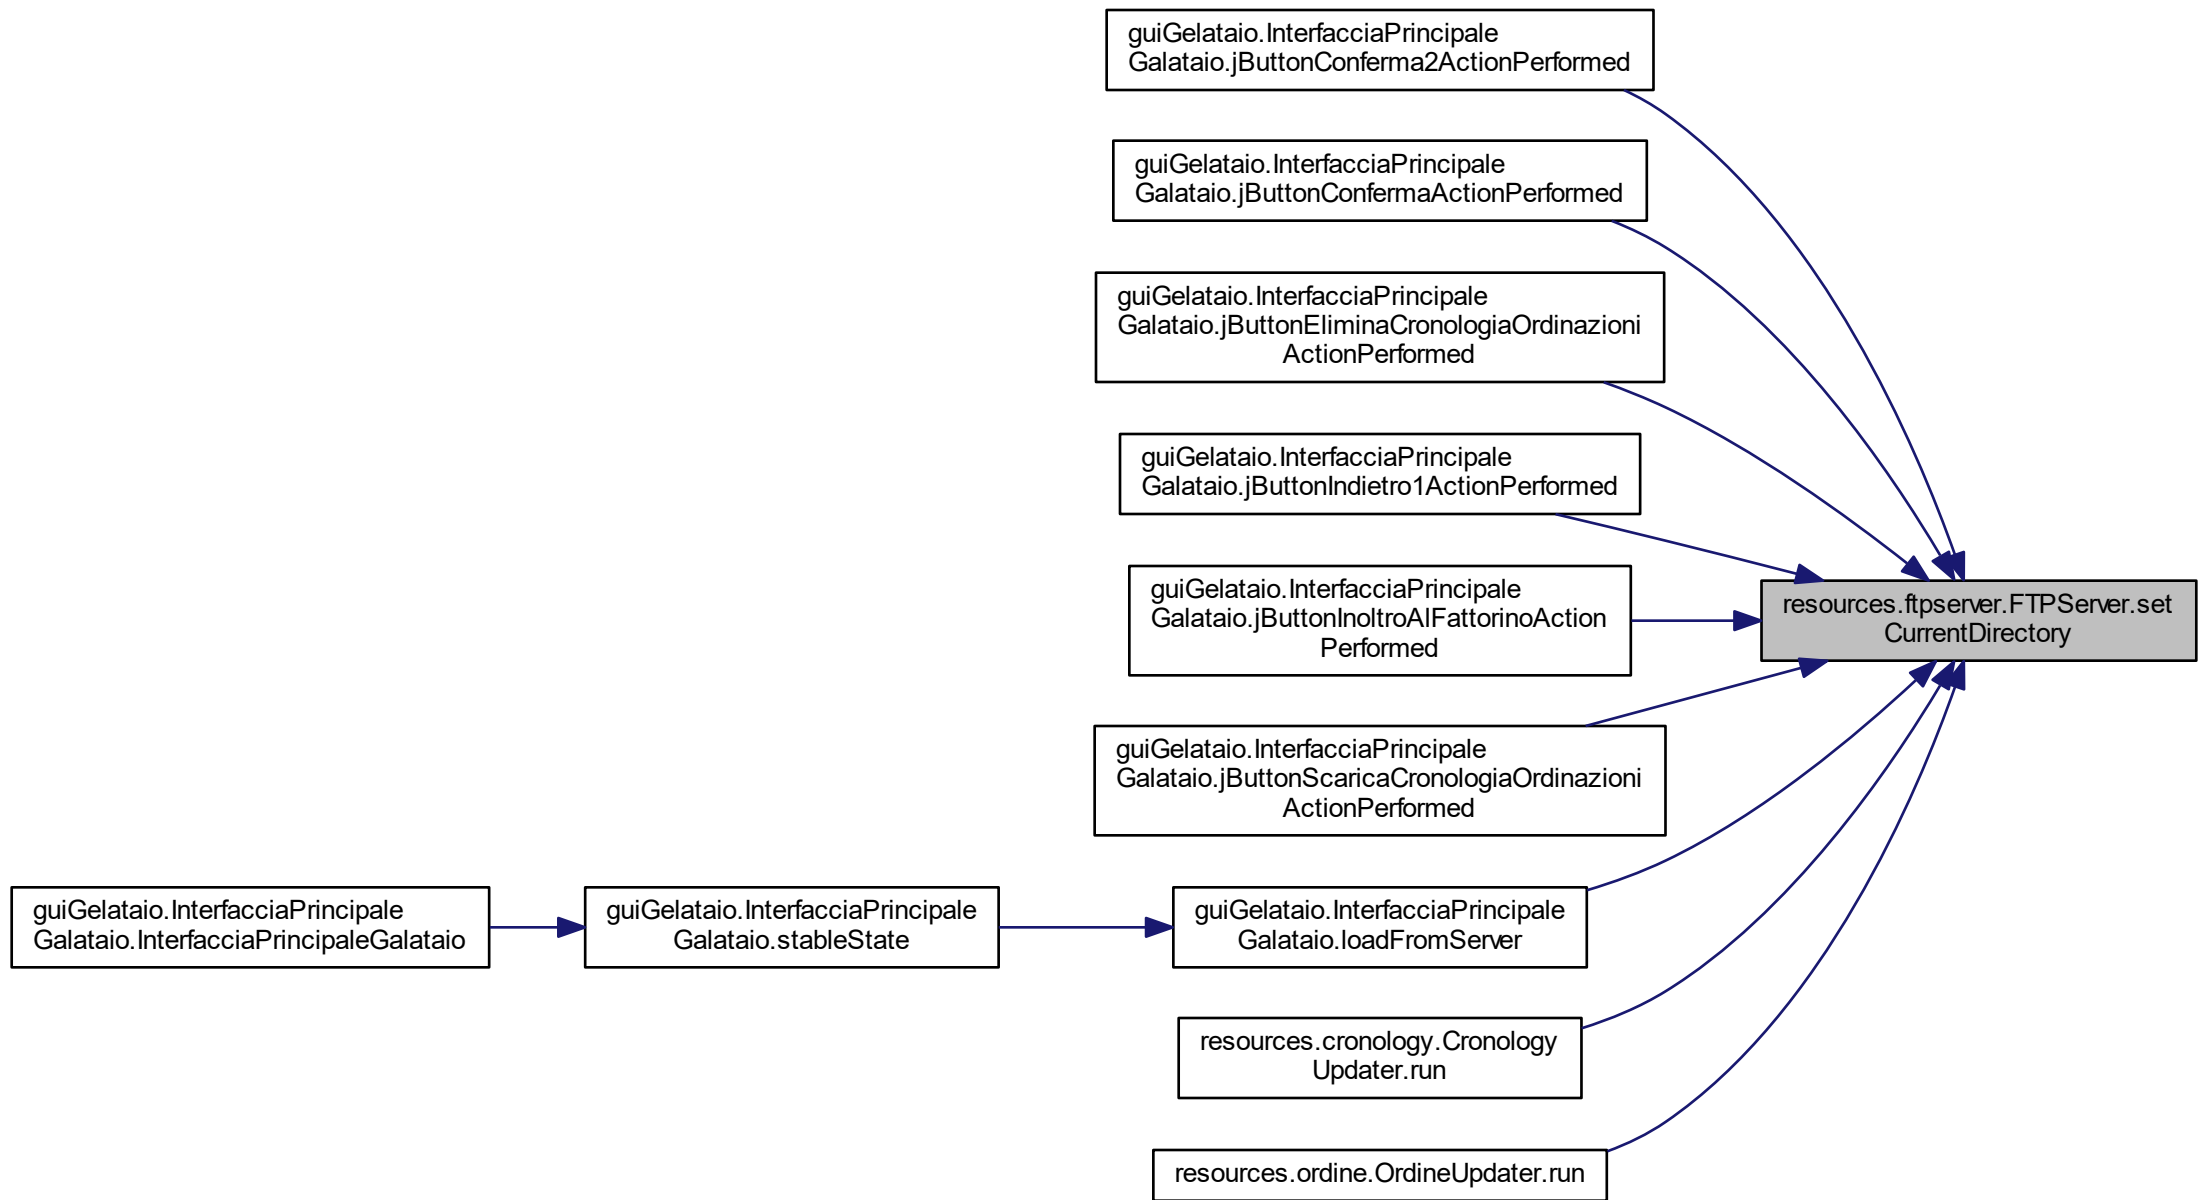 guiGelataio.InterfacciaPrincipale
Galataio.jButtonConferma2ActionPerformed
guiGelataio.InterfacciaPrincipale
Galataio.jButtonConfermaActionPerformed
guiGelataio.InterfacciaPrincipale
Galataio.jButtonEliminaCronologiaOrdinazioni
ActionPerformed
guiGelataio.InterfacciaPrincipale
Galataio.jButtonIndietro1ActionPerformed
guiGelataio.InterfacciaPrincipale
Galataio.jButtonInoltroAlFattorinoAction
Performed
resources.ftpserver.FTPServer.set
CurrentDirectory
guiGelataio.InterfacciaPrincipale
Galataio.jButtonScaricaCronologiaOrdinazioni
ActionPerformed
guiGelataio.InterfacciaPrincipale
Galataio.InterfacciaPrincipaleGalataio
guiGelataio.InterfacciaPrincipale
Galataio.stableState
guiGelataio.InterfacciaPrincipale
Galataio.loadFromServer
resources.cronology.Cronology
Updater.run
resources.ordine.OrdineUpdater.run